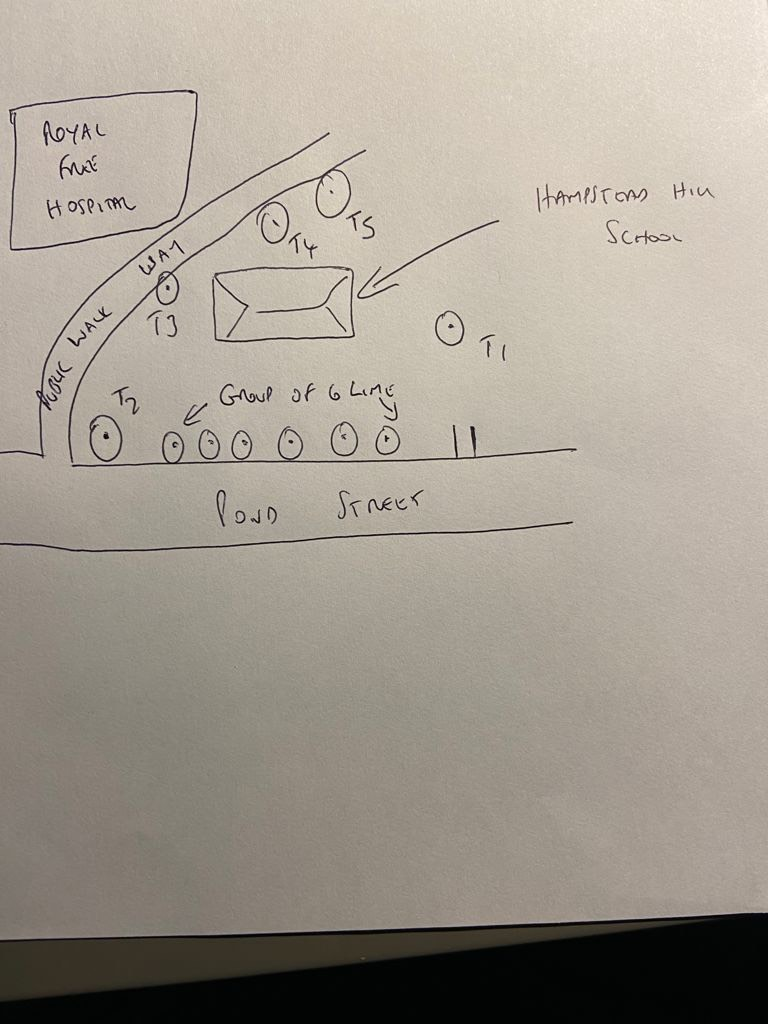 ROYAL
FREE
HOSPITAL
HAMPSTEAD HILL
SCHOOL
T5
T4
PUBLIC WALK WAY
T3
T1
T2
GROUP OF 6 LIME
POND STREET